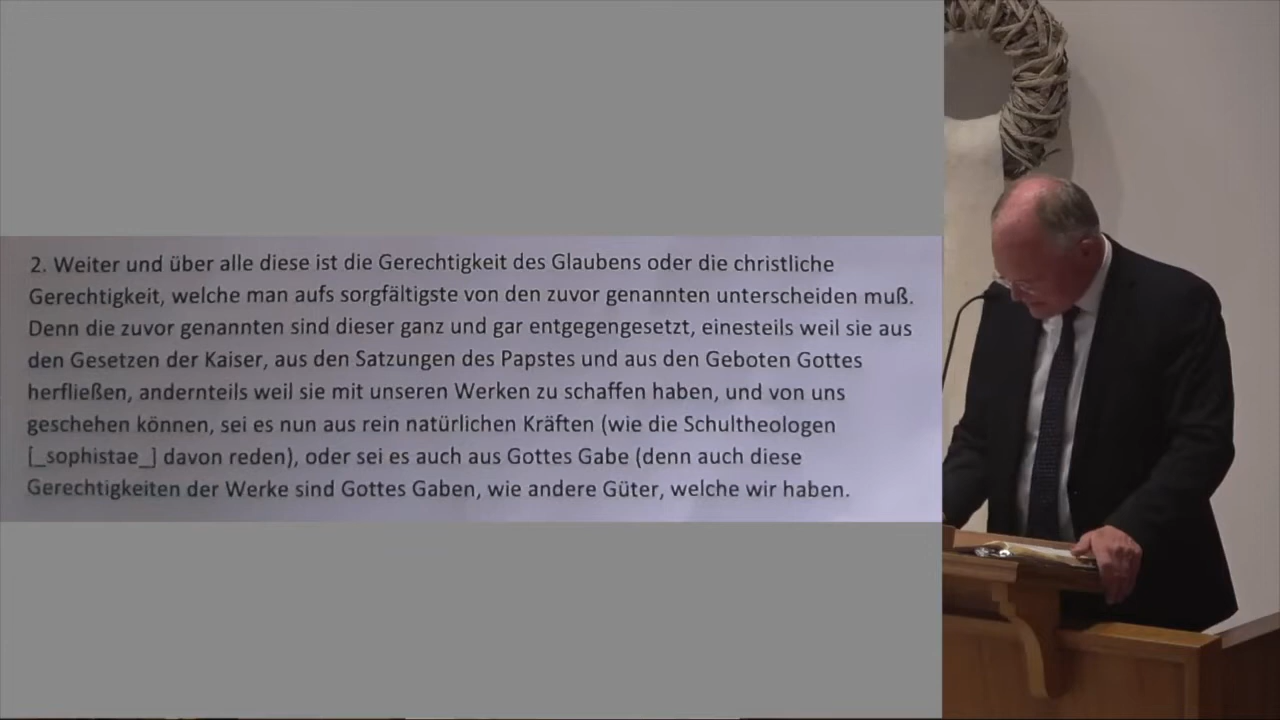 2. Weiter und über alle diese ist die Gerechtigkeit des Glaubens oder die christliche
Gerechtigkeit, welche man aufs sorgfältigste von den zuvor genannten unterscheiden muß.
Denn die zuvor genannten sind dieser ganz und gar entgegengesetzt, einesteils weil sie aus
den Gesetzen der Kaiser, aus den Satzungen des Papstes und aus den Geboten Gottes
herfließen, andernteils weil sie mit unseren Werken zu schaffen haben, und von uns
geschehen können, sei es nun aus rein natürlichen Kräften (wie die Schultheologen
[_sophistae_] davon reden), oder sei es auch aus Gottes Gabe (denn auch diese
Gerechtigkeiten der Werke sind Gottes Gaben, wie andere Güter, welche wir haben.